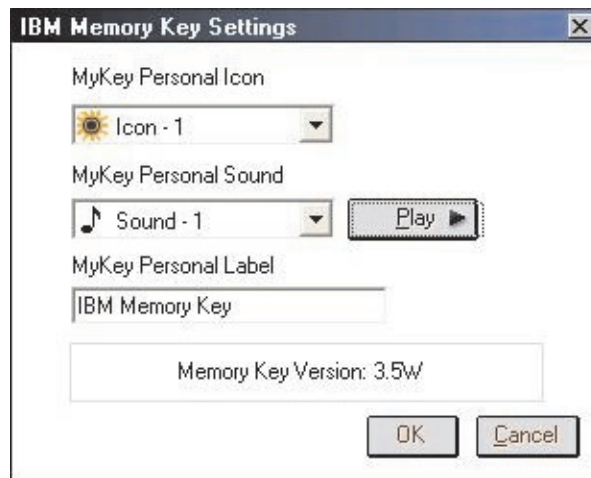 IBM Memory Key Settings
MyKey Personal Icon
Icon - 1
MyKey Personal Sound
Sound - 1 Play
MyKey Personal Label
IBM Memory Key
Memory Key Version: 3.5W
OK Cancel